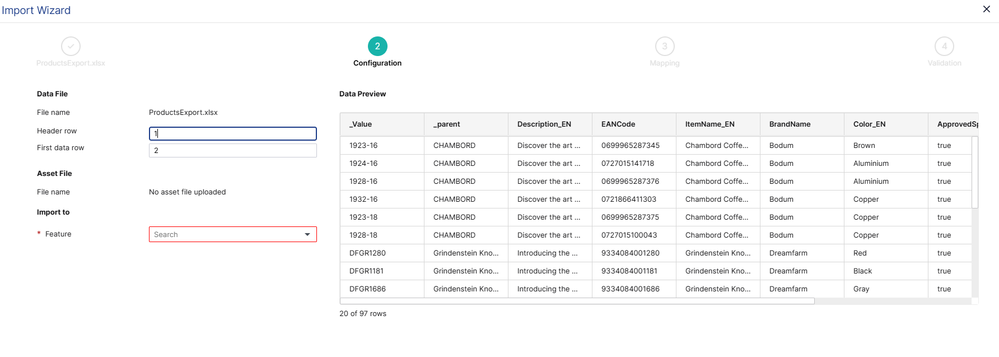 Import Wizard
ProductsExport.xlsx
2
Configuration
3
Mapping
4
Validation
Data File
File name ProductsExport.xlsx
Header row 1
First data row 2
Asset File
File name No asset file uploaded
Import to
* Feature Search
Data Preview
_Value _parent Description_EN EANCode ItemName_EN BrandName Color_EN ApprovedSp
1923-16 CHAMBORD Discover the art ... 0699965287345 Chambord Coffe... Bodum Brown true
1924-16 CHAMBORD Discover the art ... 0727015141718 Chambord Coffe... Bodum Aluminium true
1928-16 CHAMBORD Discover the art ... 0699965287376 Chambord Coffe... Bodum Aluminium true
1932-16 CHAMBORD Discover the art ... 0721866411303 Chambord Coffe... Bodum Copper true
1923-18 CHAMBORD Discover the art ... 0699965287375 Chambord Coffe... Bodum Copper true
1928-18 CHAMBORD Discover the art ... 0727015100043 Chambord Coffe... Bodum Copper true
DFGR1280 Grindenstein Kno... Introducing the ... 9334084001280 Grindenstein Kno... Dreamfarm Red true
DFGR1181 Grindenstein Kno... Introducing the ... 9334084001181 Grindenstein Kno... Dreamfarm Black true
DFGR1686 Grindenstein Kno... Introducing the ... 9334084001686 Grindenstein Kno... Dreamfarm Gray true
20 of 97 rows